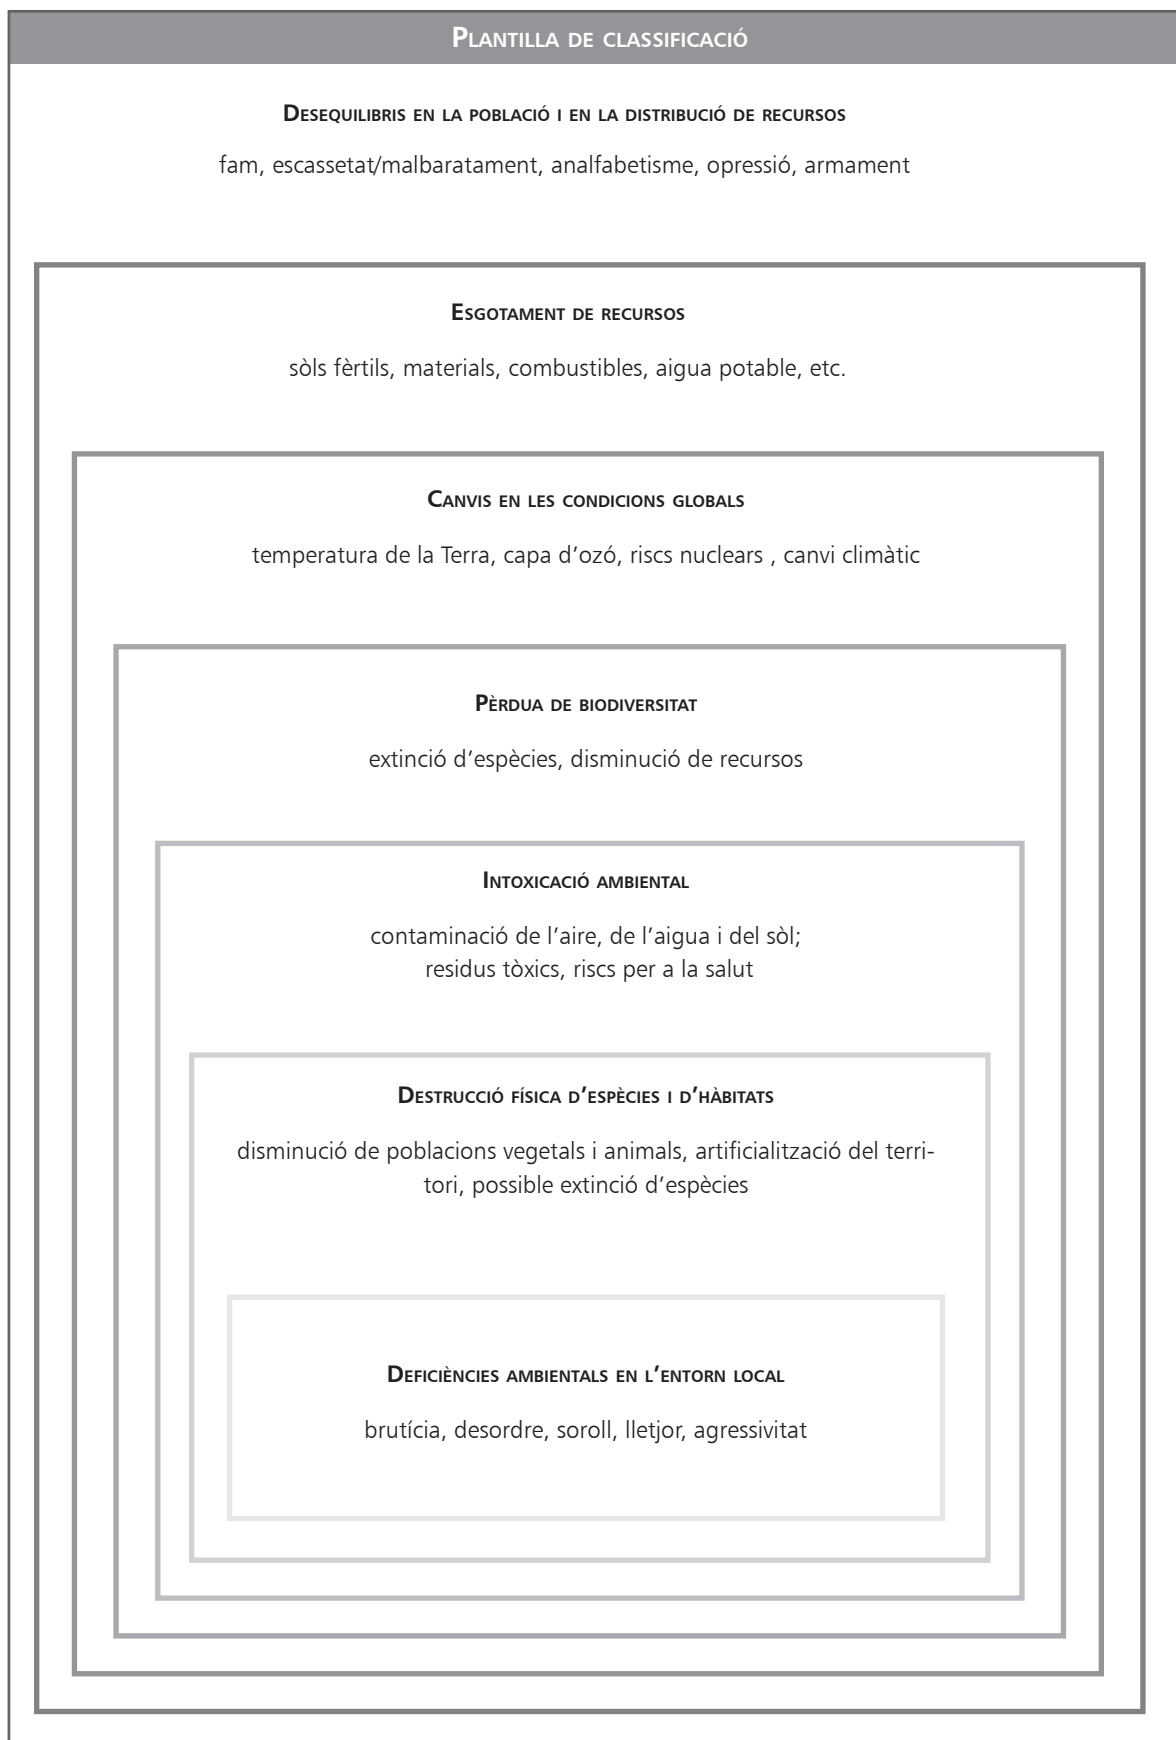 Plantilla de classificació
Desequilibris en la població i en la distribució de recursos
fam, escassetat/malbaratament, analfabetisme, opressió, armament
Esgotament de recursos
sòls fèrtils, materials, combustibles, aigua potable, etc.
Canvis en les condicions globals
temperatura de la Terra, capa d’ozó, riscs nuclears , canvi climàtic
Pèrdua de biodiversitat
extinció d’espècies, disminució de recursos
Intoxicació ambiental
contaminació de l’aire, de l’aigua i del sòl;
residus tòxics, riscs per a la salut
Destrucció física d’espècies i d’hàbitats
disminució de poblacions vegetals i animals, artificialització del terri-
tori, possible extinció d’espècies
Deficiències ambientals en l’entorn local
brutícia, desordre, soroll, lletjor, agressivitat